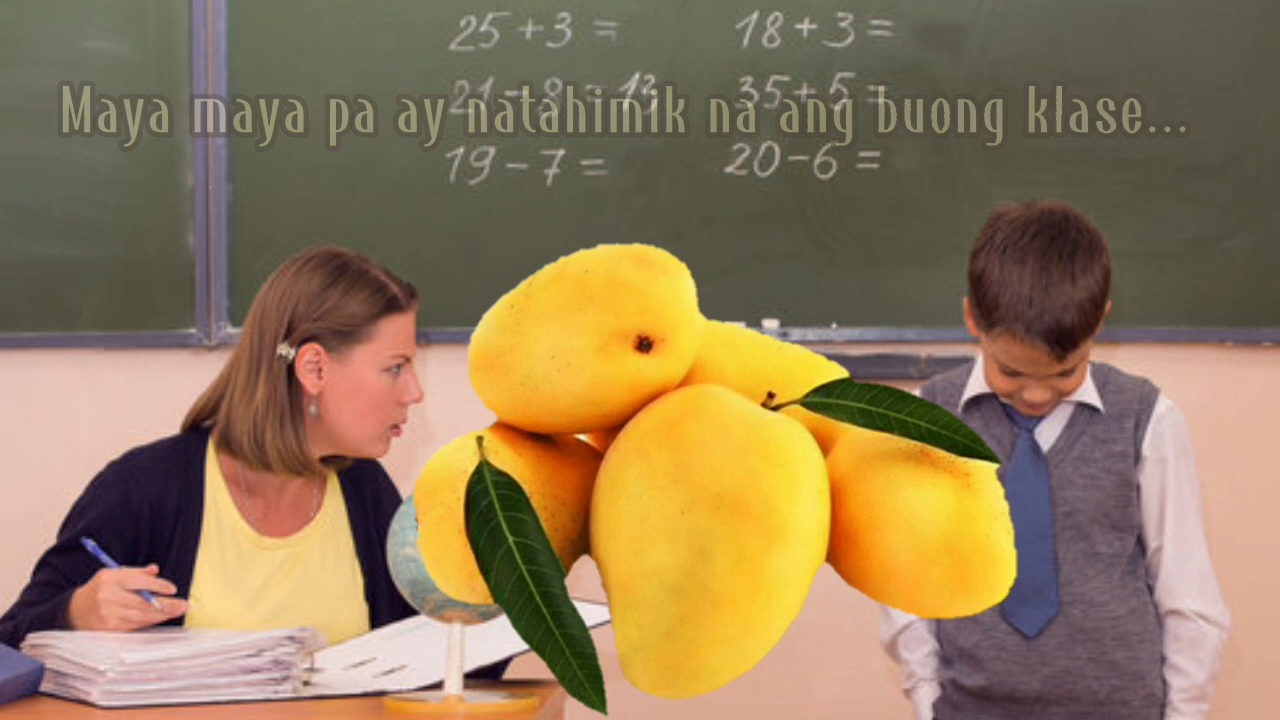 25+3= 18+3=
Maya maya pa ay natahimik na ang buong klase...
21-8=13 35+5=
19-7= 20-6=